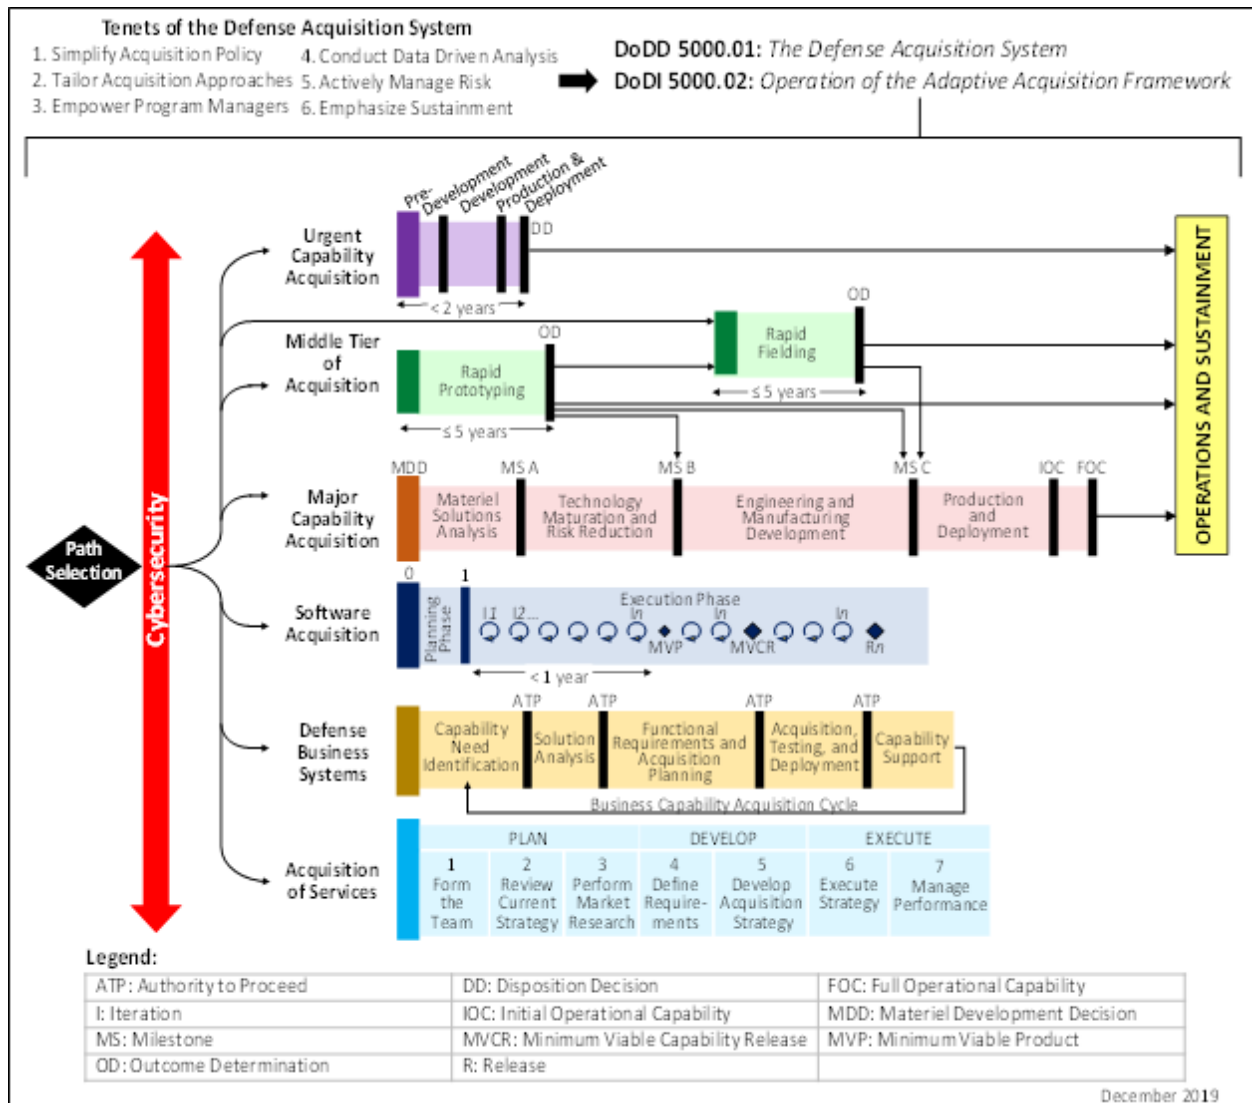 Tenets of the Defense Acquisition System
1. Simplify Acquisition Policy
2. Tailor Acquisition Approaches
3. Empower Program Managers
4. Conduct Data Driven Analysis
5. Actively Manage Risk
6. Emphasize Sustainment
DoDD 5000.01: The Defense Acquisition System
DoDI 5000.02: Operation of the Adaptive Acquisition Framework
Path
Selection
Cybersecurity
Urgent
Capability
Acquisition
Pre-
Development
Development
Production &
Deployment
DD
< 2 years
Middle Tier
of
Acquisition
Rapid
Prototyping
OD
≤ 5 years
Rapid
Fielding
OD
≤ 5 years
Major
Capability
Acquisition
MDD
MS A
MS B
MS C
IOC
FOC
Materiel
Solutions
Analysis
Technology
Maturation and
Risk Reduction
Engineering and
Manufacturing
Development
Production
and
Deployment
OPERATIONS AND SUSTAINMENT
Software
Acquisition
0
1
Planning
Phase
Execution Phase
I1
I2...
In
In
In
MVP
MVCR
Rn
< 1 year
Defense
Business
Systems
ATP
ATP
ATP
ATP
Capability
Need
Identification
Solution
Analysis
Functional
Requirements and
Acquisition
Planning
Acquisition,
Testing, and
Deployment
Capability
Support
Business Capability Acquisition Cycle
Acquisition
of Services
PLAN
DEVELOP
EXECUTE
1
Form
the
Team
2
Review
Current
Strategy
3
Perform
Market
Research
4
Define
Require-
ments
5
Develop
Acquisition
Strategy
6
Execute
Strategy
7
Manage
Performance
Legend:
ATP: Authority to Proceed
DD: Disposition Decision
FOC: Full Operational Capability
I: Iteration
IOC: Initial Operational Capability
MDD: Materiel Development Decision
MS: Milestone
MVCR: Minimum Viable Capability Release
MVP: Minimum Viable Product
OD: Outcome Determination
R: Release
December 2019